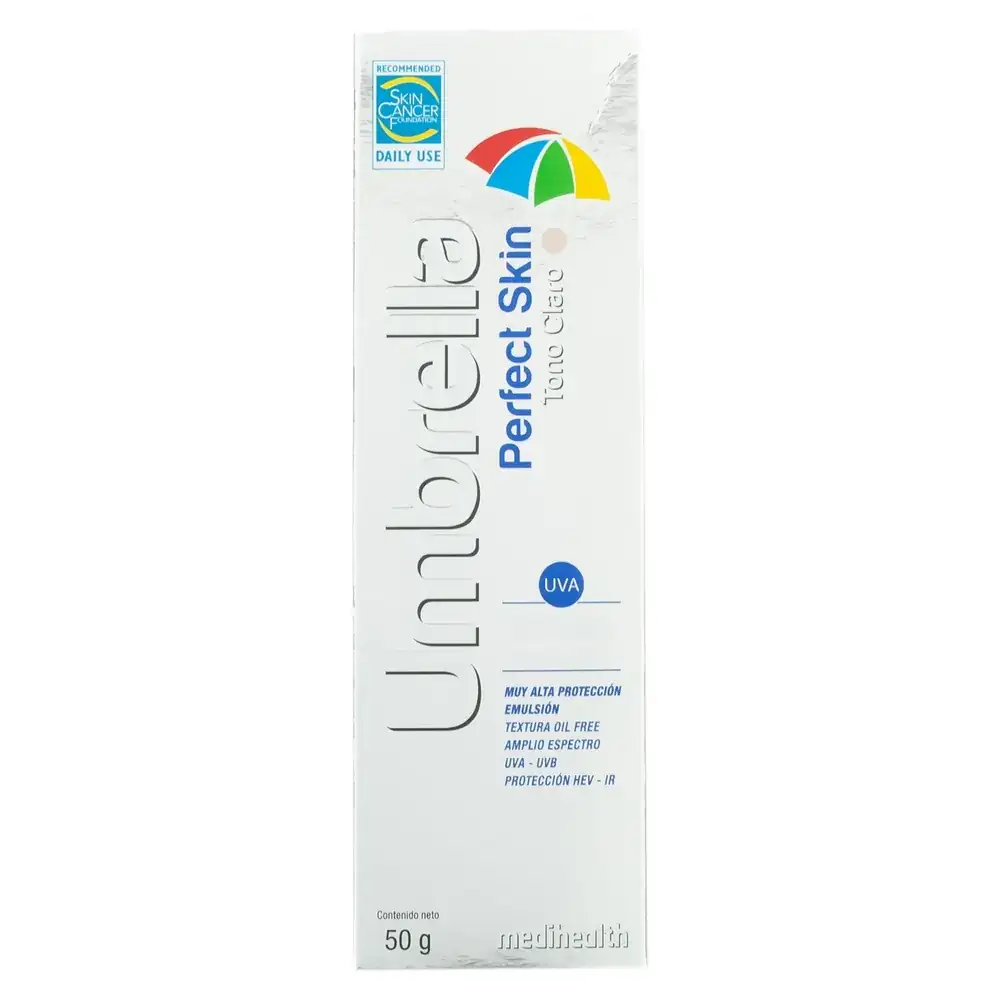 RECOMMENDED
SKIN
CANCER
FOUNDATION
DAILY USE
Umbrella
Perfect Skin
Tono Claro
UVA
MUY ALTA PROTECCIÓN
EMULSIÓN
TEXTURA OIL FREE
AMPLIO ESPECTRO
UVA - UVB
PROTECCIÓN HEV - IR
Contenido neto
50 g
medihealth